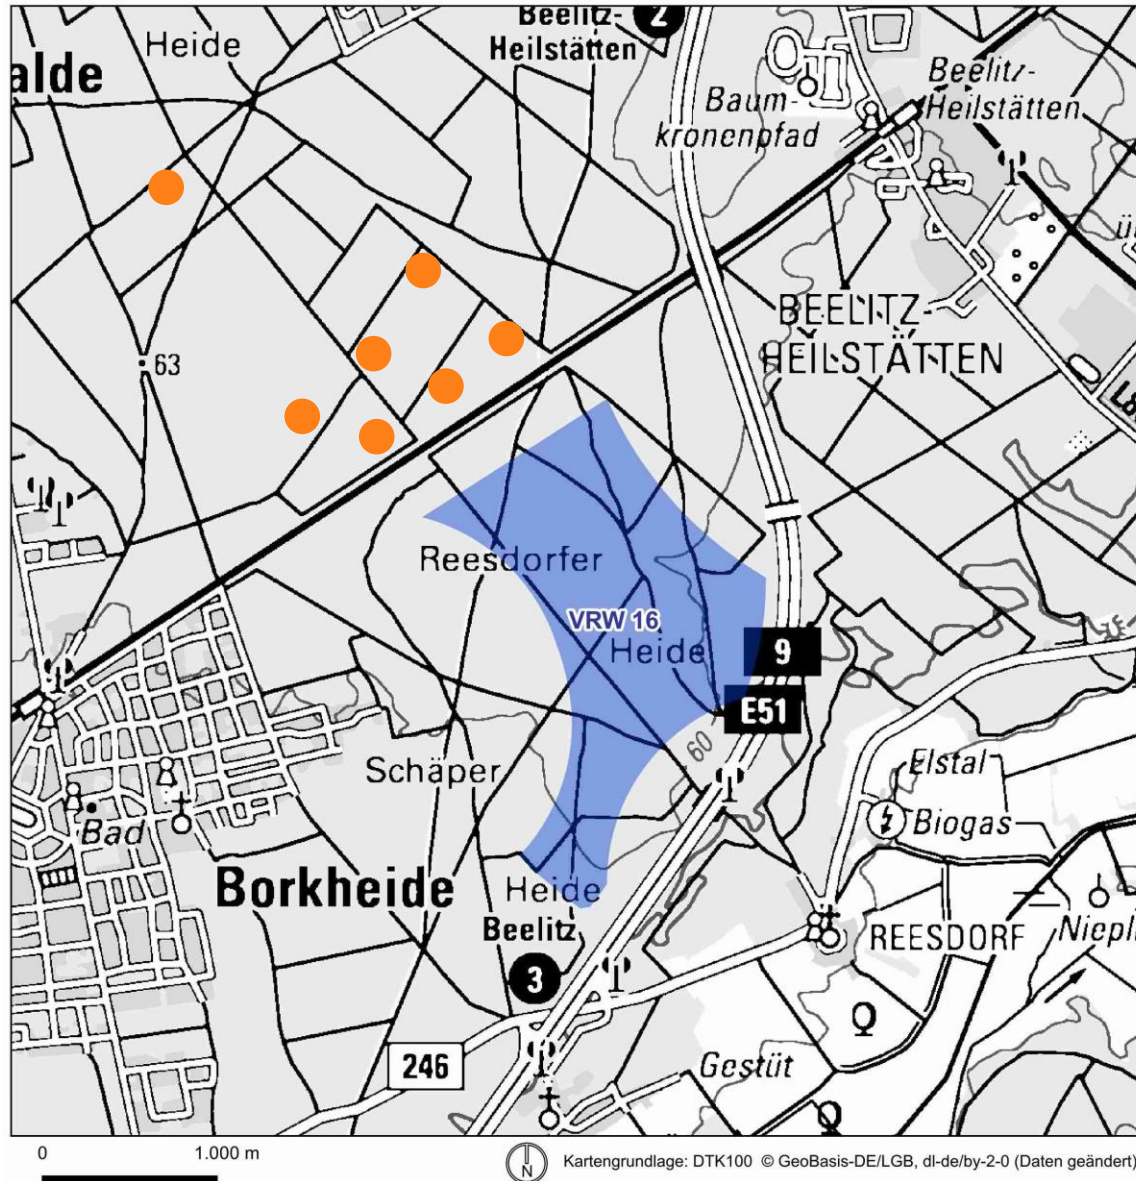 Beelitz-
Heilstätten
2
Heide
alde
Beelitz-
Heilstätten
Baum-
kronenpfad
BEELITZ-
HEILSTÄTTEN
63
Reesdorfer
VRW 16
Heide
9
E51
60
Schäper
Elstal
Biogas
Bad
Borkheide
Heide
Beelitz
REESDORF
3
246
Gestüt
0 1.000 m
N
Kartengrundlage: DTK100 © GeoBasis-DE/LGB, dl-de/by-2-0 (Daten geändert)